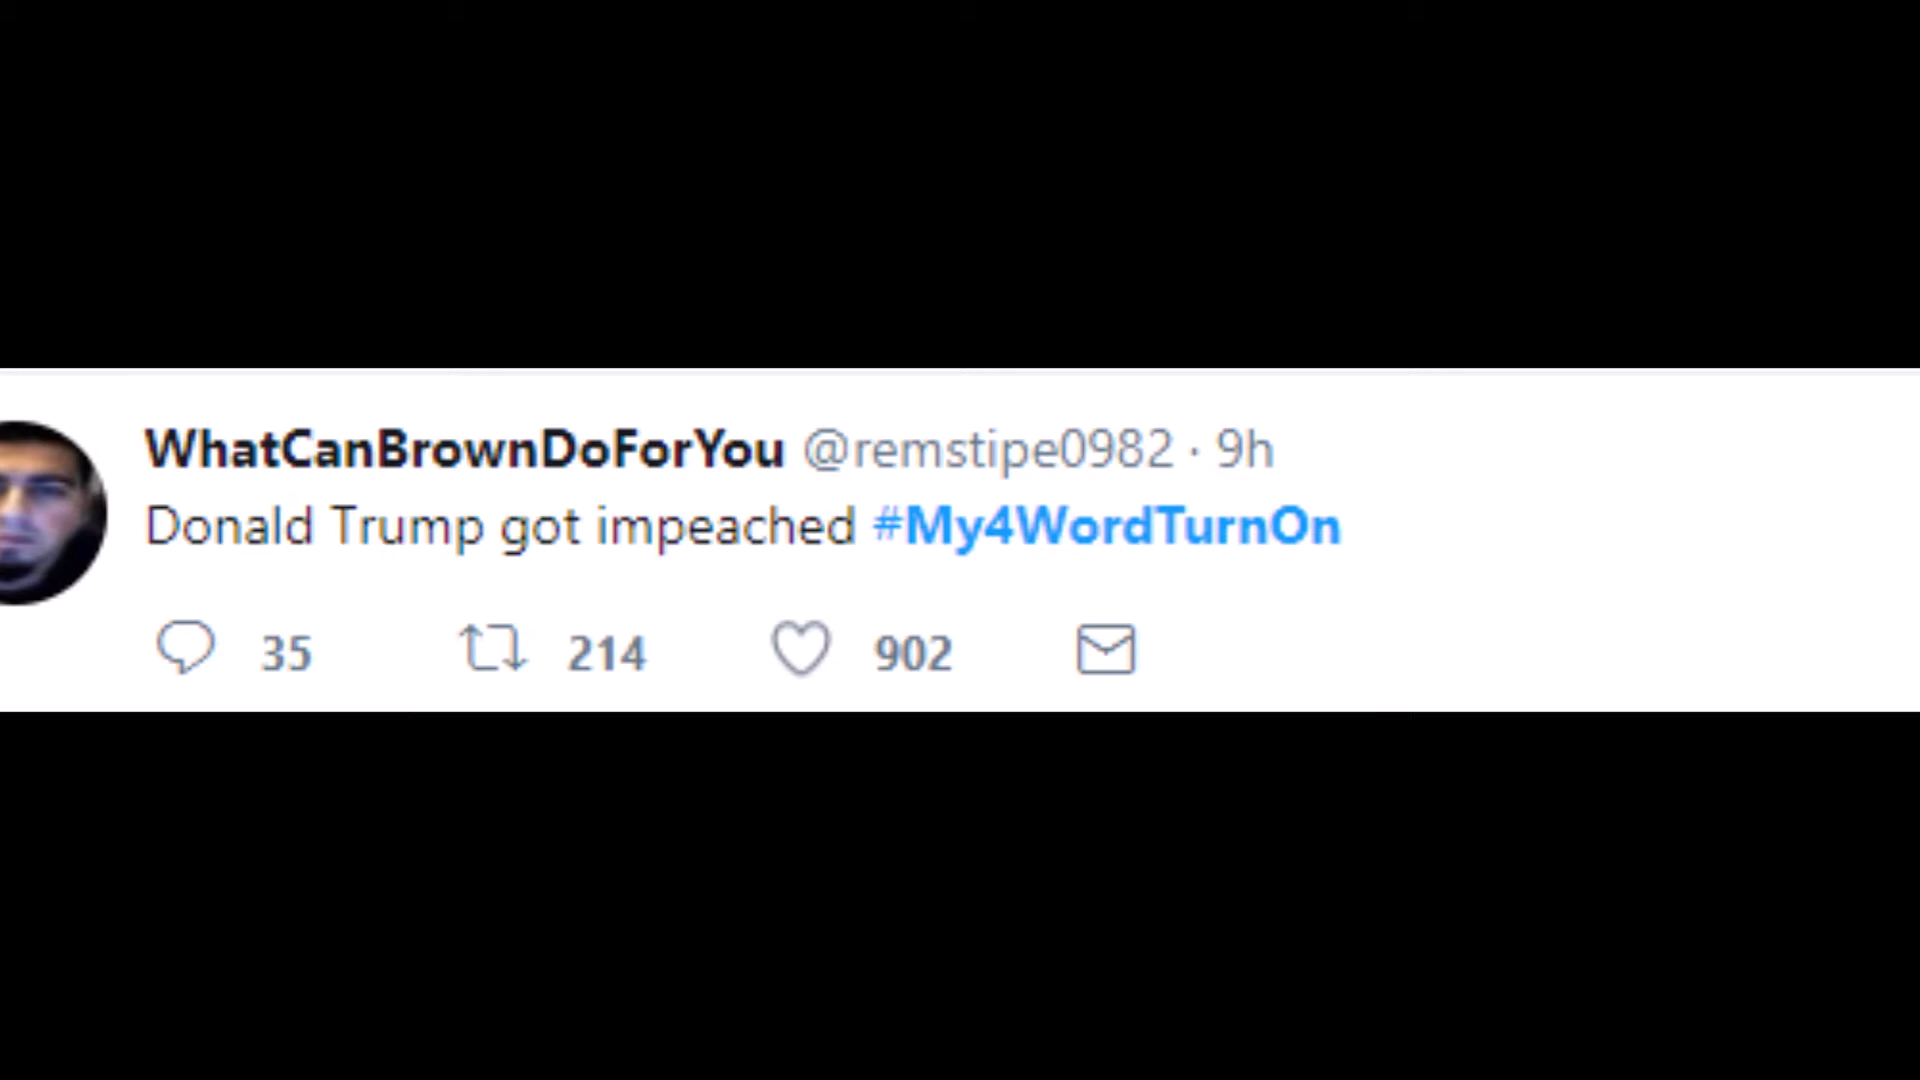 WhatCanBrownDoForYou @remstipe0982 · 9h
Donald Trump got impeached #My4WordTurnOn
35 214 902